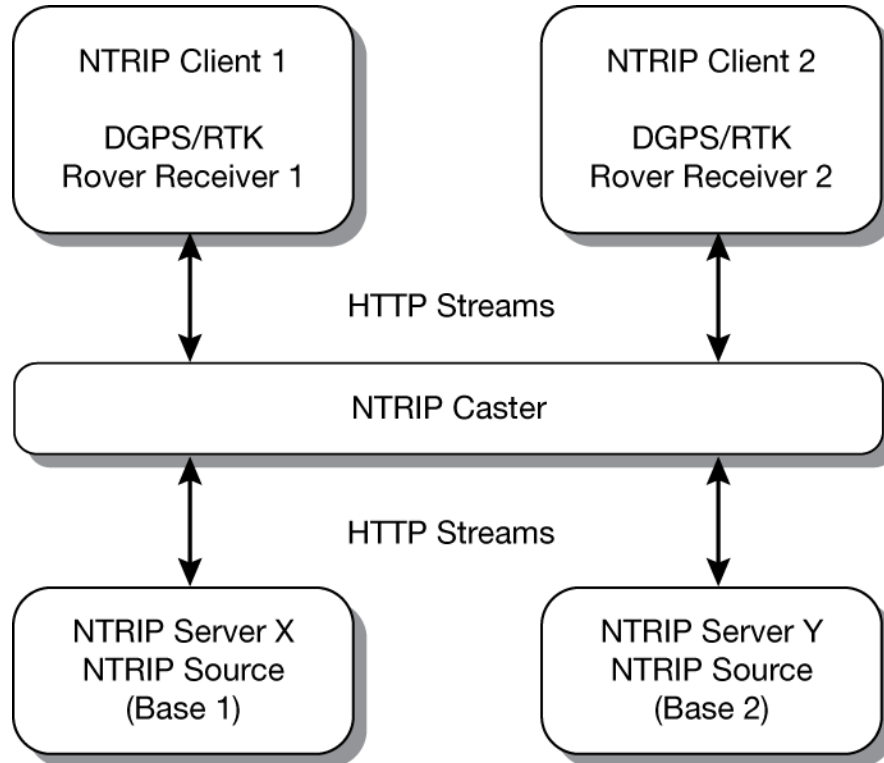 NTRIP Client 1
DGPS/RTK
Rover Receiver 1
NTRIP Client 2
DGPS/RTK
Rover Receiver 2
HTTP Streams
NTRIP Caster
HTTP Streams
NTRIP Server X
NTRIP Source
(Base 1)
NTRIP Server Y
NTRIP Source
(Base 2)